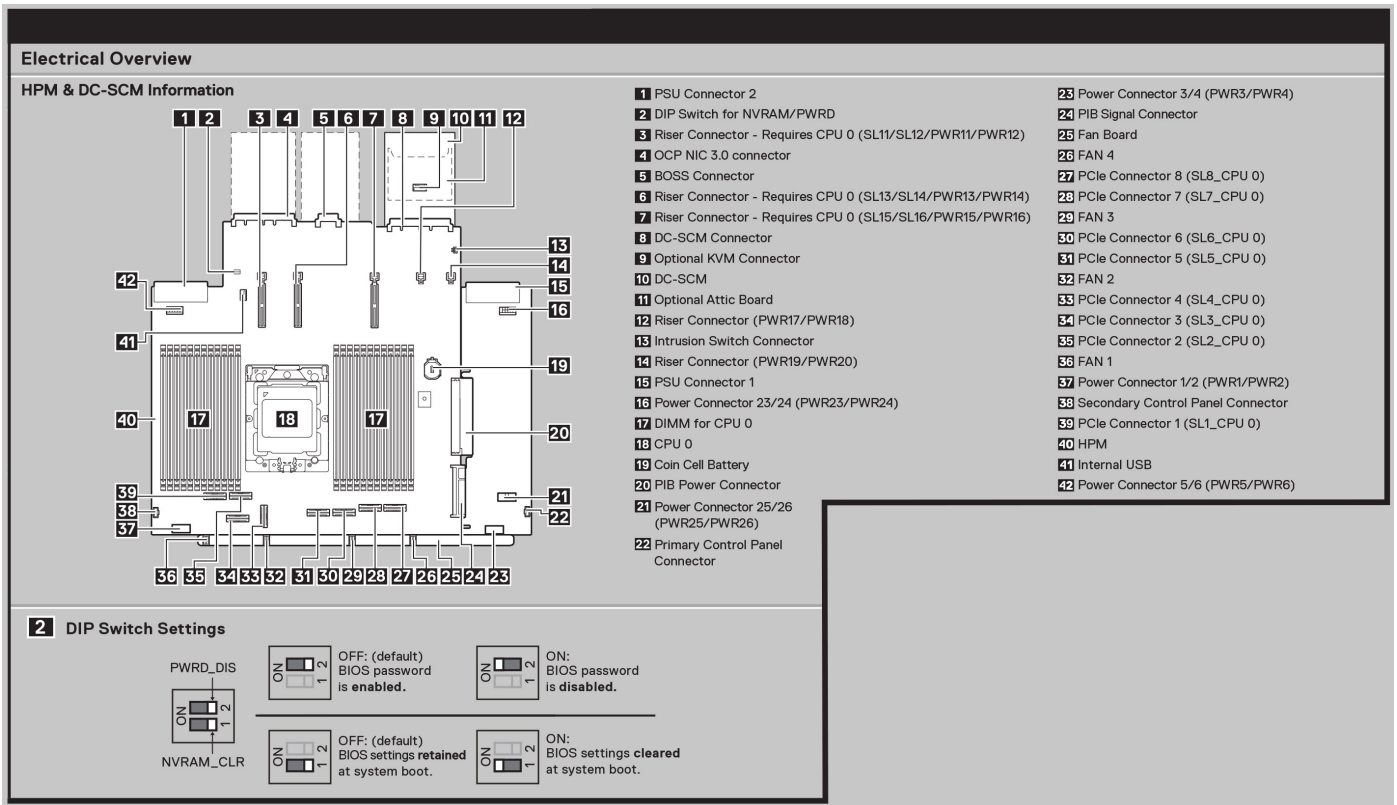 Electrical Overview
HPM & DC-SCM Information
1 2 3 4 5 6 7 8 9 10 11 12
13
42 14
15
16
41
19
40 17 18 17
20
39
38 21
37 22
36 35 34 33 32 31 30 29 28 27 26 25 24 23
1 PSU Connector 2
2 DIP Switch for NVRAM/PWRD
3 Riser Connector - Requires CPU 0 (SL11/SL12/PWR11/PWR12)
4 OCP NIC 3.0 connector
5 BOSS Connector
6 Riser Connector - Requires CPU 0 (SL13/SL14/PWR13/PWR14)
7 Riser Connector - Requires CPU 0 (SL15/SL16/PWR15/PWR16)
8 DC-SCM Connector
9 Optional KVM Connector
10 DC-SCM
11 Optional Attic Board
12 Riser Connector (PWR17/PWR18)
13 Intrusion Switch Connector
14 Riser Connector (PWR19/PWR20)
15 PSU Connector 1
16 Power Connector 23/24 (PWR23/PWR24)
17 DIMM for CPU 0
18 CPU 0
19 Coin Cell Battery
20 PIB Power Connector
21 Power Connector 25/26
(PWR25/PWR26)
22 Primary Control Panel
Connector
23 Power Connector 3/4 (PWR3/PWR4)
24 PIB Signal Connector
25 Fan Board
26 FAN 4
27 PCIe Connector 8 (SL8_CPU 0)
28 PCIe Connector 7 (SL7_CPU 0)
29 FAN 3
30 PCIe Connector 6 (SL6_CPU 0)
31 PCIe Connector 5 (SL5_CPU 0)
32 FAN 2
33 PCIe Connector 4 (SL4_CPU 0)
34 PCIe Connector 3 (SL3_CPU 0)
35 PCIe Connector 2 (SL2_CPU 0)
36 FAN 1
37 Power Connector 1/2 (PWR1/PWR2)
38 Secondary Control Panel Connector
39 PCIe Connector 1 (SL1_CPU 0)
40 HPM
41 Internal USB
42 Power Connector 5/6 (PWR5/PWR6)
2 DIP Switch Settings
PWRD_DIS
ON 1 2
NVRAM_CLR
ON 1 2
OFF: (default)
BIOS password
is enabled.
ON 1 2
ON:
BIOS password
is disabled.
ON 1 2
OFF: (default)
BIOS settings retained
at system boot.
ON 1 2
ON:
BIOS settings cleared
at system boot.